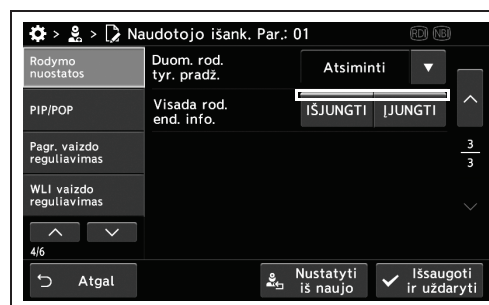 > > Naudotojo išank. Par.: 01 RDI NBI
Rodymo
nuostatos
Duom. rod.
tyr. pradž.
Atsiminti
PIP/POP
Visada rod.
end. info.
IŠJUNGTI ĮJUNGTI
Pagr. vaizdo
reguliavimas
3
3
WLI vaizdo
reguliavimas
4/6
Atgal
Nustatyti
iš naujo
Išsaugoti
ir uždaryti